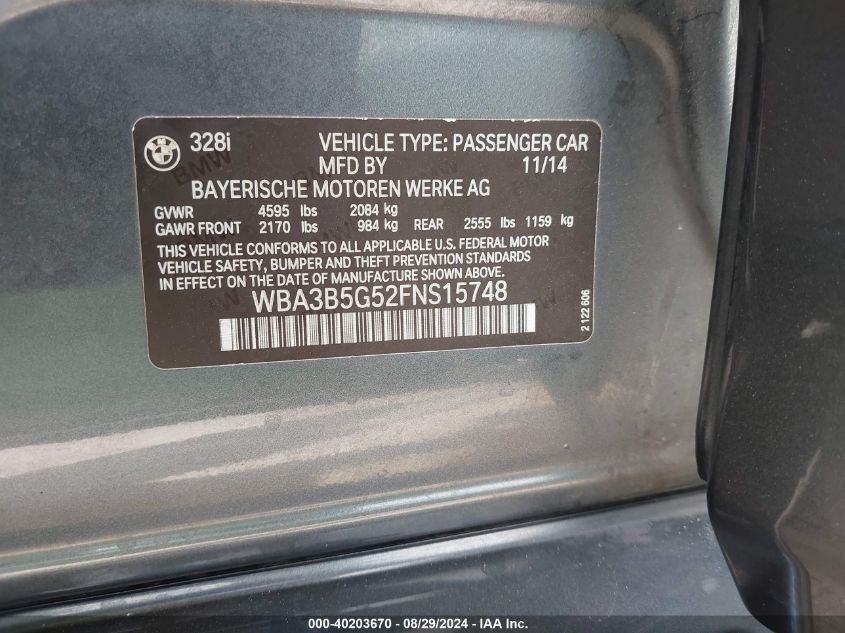 328i VEHICLE TYPE: PASSENGER CAR
MFD BY 11/14
BAYERISCHE MOTOREN WERKE AG
GVWR 4595 lbs 2084 kg
GAWR FRONT 2170 lbs 984 kg REAR 2555 lbs 1159 kg
THIS VEHICLE CONFORMS TO ALL APPLICABLE U.S. FEDERAL MOTOR
VEHICLE SAFETY, BUMPER AND THEFT PREVENTION STANDARDS
IN EFFECT ON THE DATE OF MANUFACTURE SHOWN ABOVE.
WBA3B5G52FNS15748
2 122 606
000-40203670 - 08/29/2024 - IAA Inc.